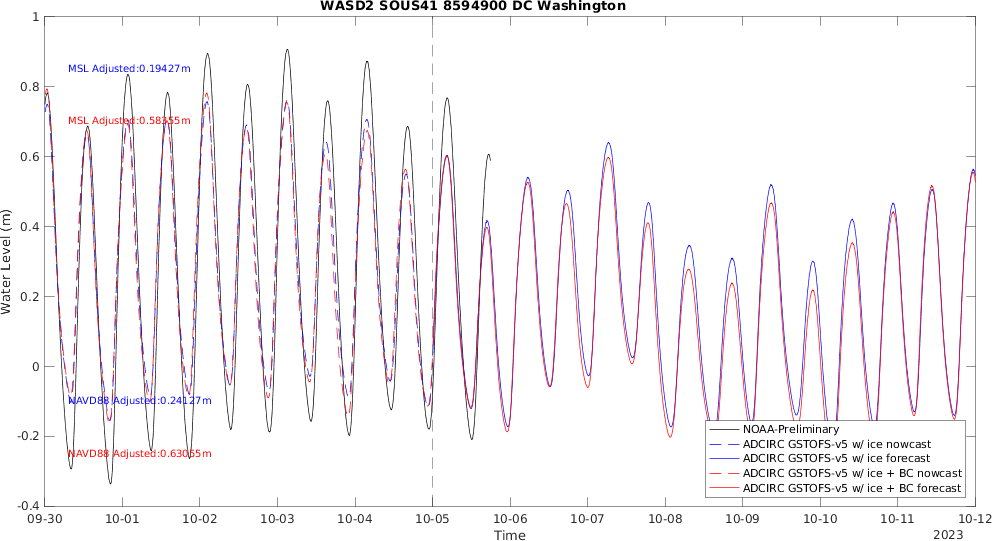 WASD2 SOUS41 8594900 DC Washington
1
0.8
0.6
0.4
0.2
0
-0.2
-0.4
Water Level (m)
MSL Adjusted:0.19427m
MSL Adjusted:0.58355m
NAVD88 Adjusted:0.24127m
NAVD88 Adjusted:0.63055m
NOAA-Preliminary
ADCIRC GSTOFS-v5 w/ ice nowcast
ADCIRC GSTOFS-v5 w/ ice forecast
ADCIRC GSTOFS-v5 w/ ice + BC nowcast
ADCIRC GSTOFS-v5 w/ ice + BC forecast
09-30 10-01 10-02 10-03 10-04 10-05 10-06 10-07 10-08 10-09 10-10 10-11 10-12
Time
2023